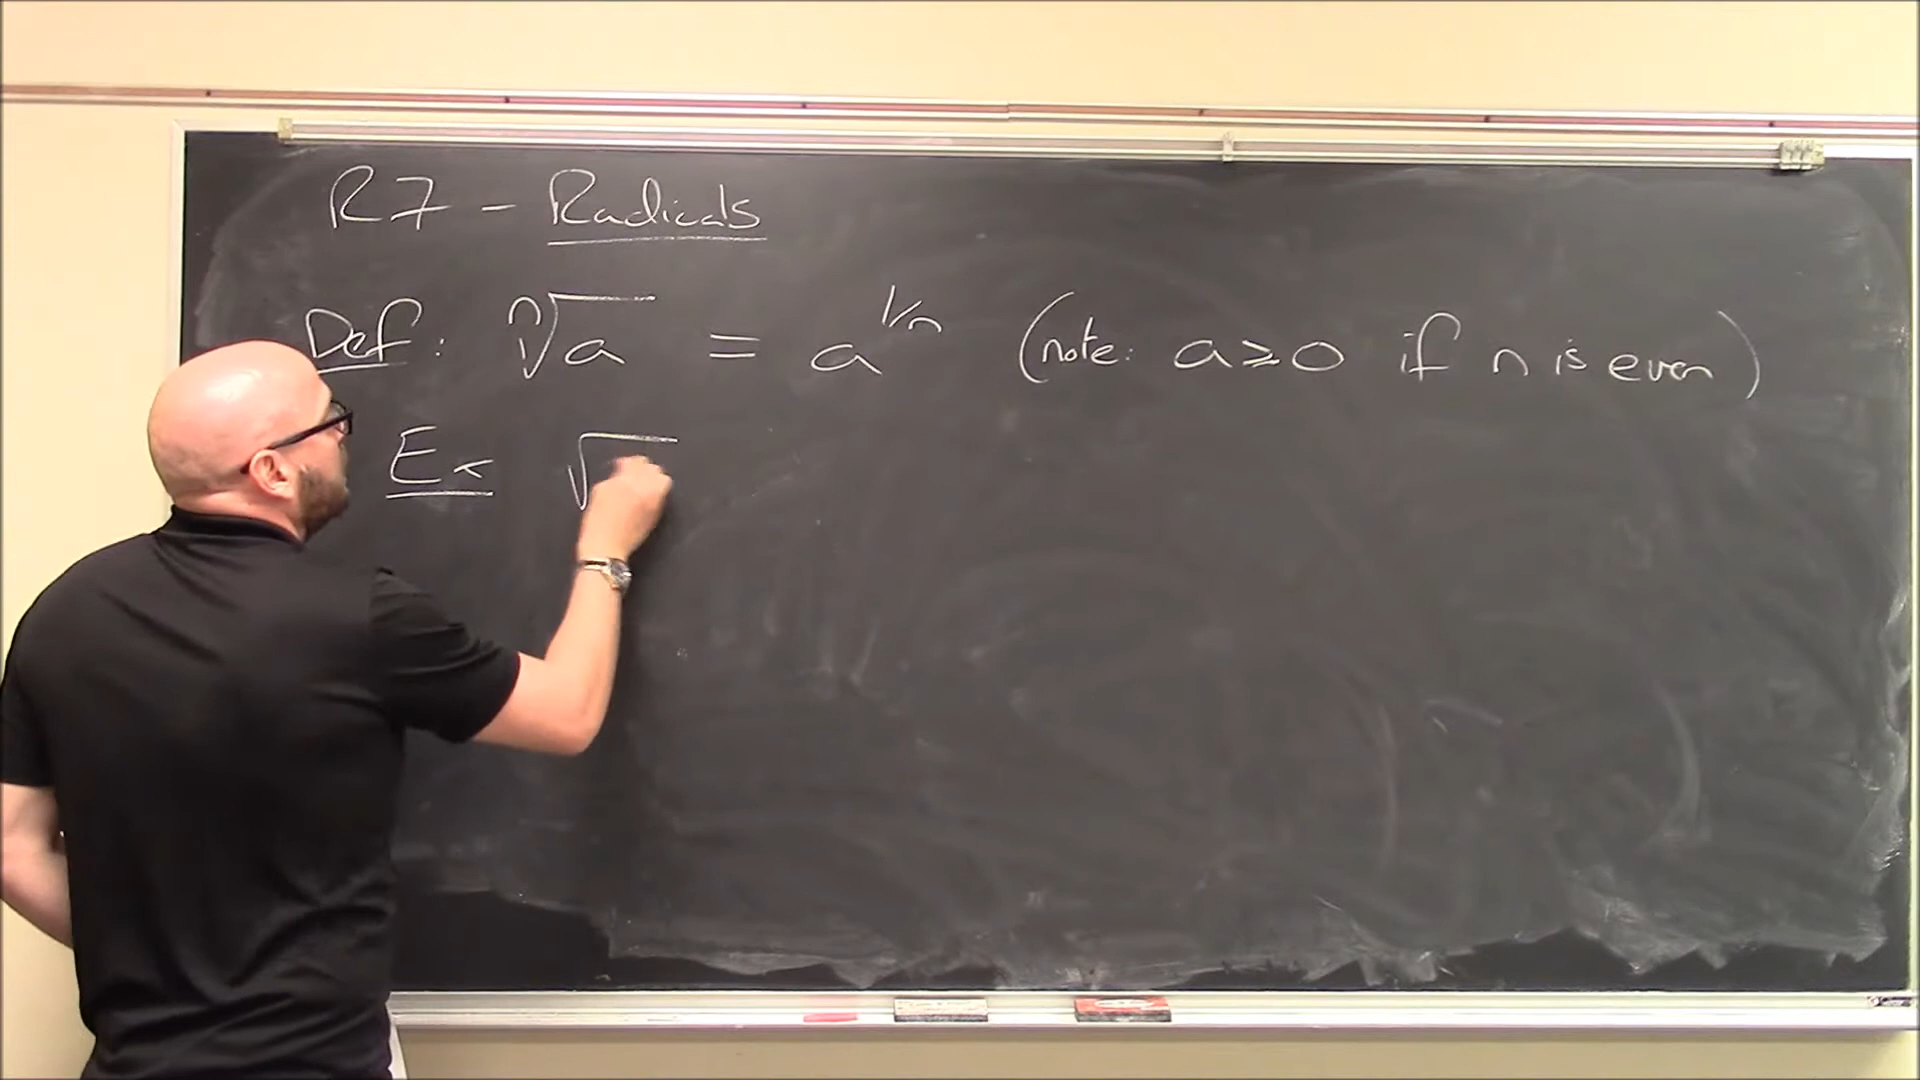 R7 - Radicals
Def: ⁿ√a = a^1/n (note: a≥0 if n is even)
Ex √